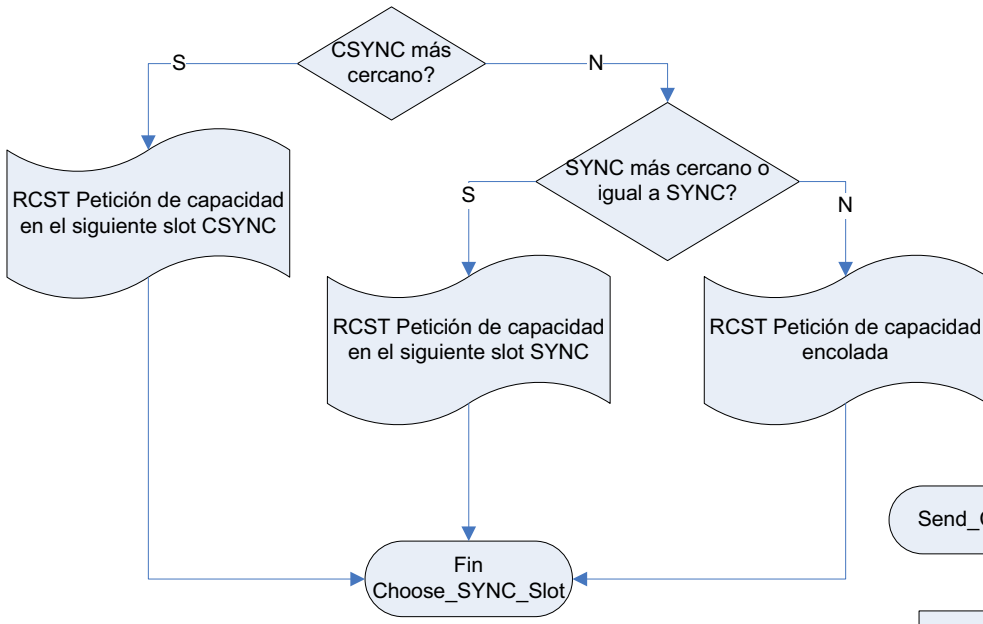 CSYNC más
cercano?
S
N
RCST Petición de capacidad
en el siguiente slot CSYNC
SYNC más cercano o
igual a SYNC?
S
N
RCST Petición de capacidad
en el siguiente slot SYNC
RCST Petición de capacidad
encolada
Fin
Choose_SYNC_Slot